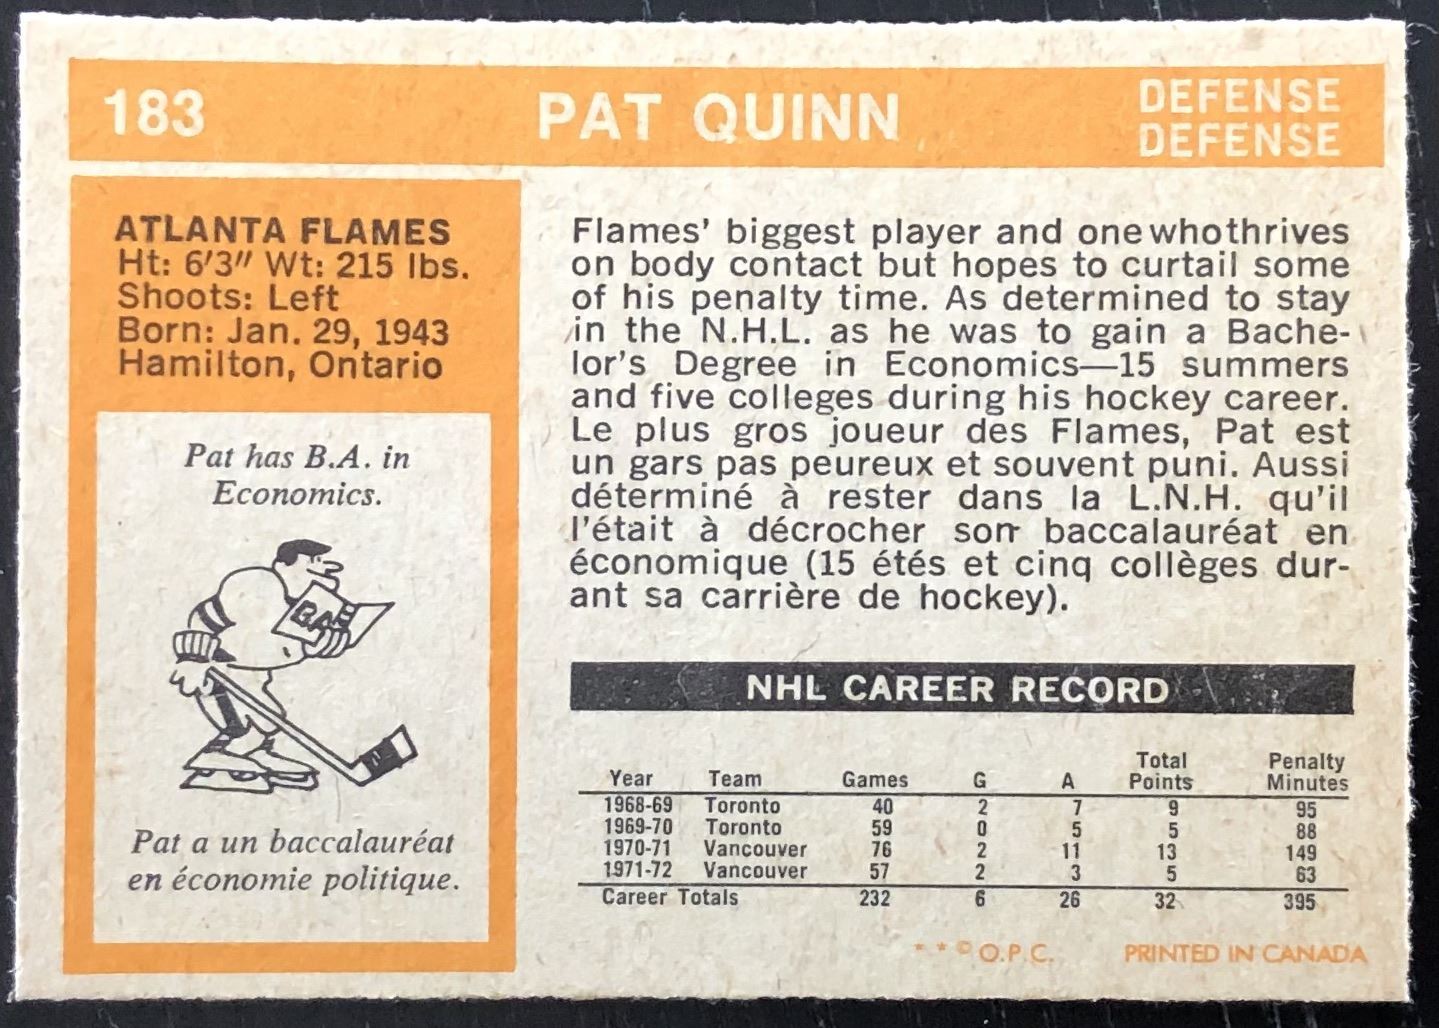 183
PAT QUINN
DEFENSE
DEFENSE
ATLANTA FLAMES
Ht: 6'3" Wt: 215 lbs.
Shoots: Left
Born: Jan. 29, 1943
Hamilton, Ontario
Pat has B.A. in
Economics.
B.A.
Pat a un baccalauréat
en économie politique.
Flames' biggest player and one who thrives
on body contact but hopes to curtail some
of his penalty time. As determined to stay
in the N.H.L. as he was to gain a Bache-
lor's Degree in Economics—15 summers
and five colleges during his hockey career.
Le plus gros joueur des Flames, Pat est
un gars pas peureux et souvent puni. Aussi
déterminé à rester dans la L.N.H. qu'il
l'était à décrocher son baccalauréat en
économique (15 étés et cinq collèges dur-
ant sa carrière de hockey).
NHL CAREER RECORD
Year Team Games G A Total Points Penalty Minutes
1968-69 Toronto 40 2 7 9 95
1969-70 Toronto 59 0 5 5 88
1970-71 Vancouver 76 2 11 13 149
1971-72 Vancouver 57 2 3 5 63
Career Totals 232 6 26 32 395
* * © O.P.C. PRINTED IN CANADA